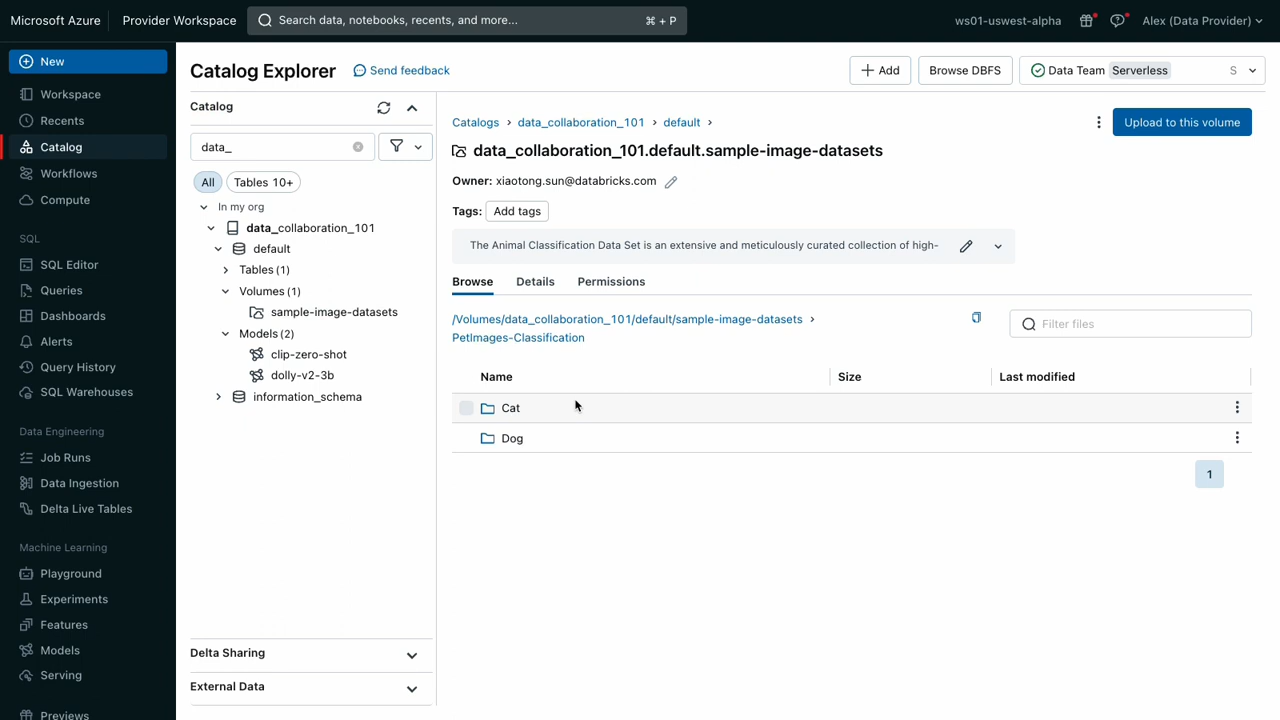 Microsoft Azure
Provider Workspace
Search data, notebooks, recents, and more...
⌘ + P
ws01-uswest-alpha
Alex (Data Provider)
New
Workspace
Recents
Catalog
Workflows
Compute
SQL
SQL Editor
Queries
Dashboards
Alerts
Query History
SQL Warehouses
Data Engineering
Job Runs
Data Ingestion
Delta Live Tables
Machine Learning
Playground
Experiments
Features
Models
Serving
Previews
Catalog Explorer
Send feedback
Add
Browse DBFS
Data Team Serverless S
Catalog
data_
All
Tables 10+
In my org
data_collaboration_101
default
Tables (1)
Volumes (1)
sample-image-datasets
Models (2)
clip-zero-shot
dolly-v2-3b
information_schema
Delta Sharing
External Data
Catalogs › data_collaboration_101 › default ›
Upload to this volume
data_collaboration_101.default.sample-image-datasets
Owner: xiaotong.sun@databricks.com
Tags: Add tags
The Animal Classification Data Set is an extensive and meticulously curated collection of high-
Browse
Details
Permissions
/Volumes/data_collaboration_101/default/sample-image-datasets ›
PetImages-Classification
Filter files
Name
Size
Last modified
Cat
Dog
1